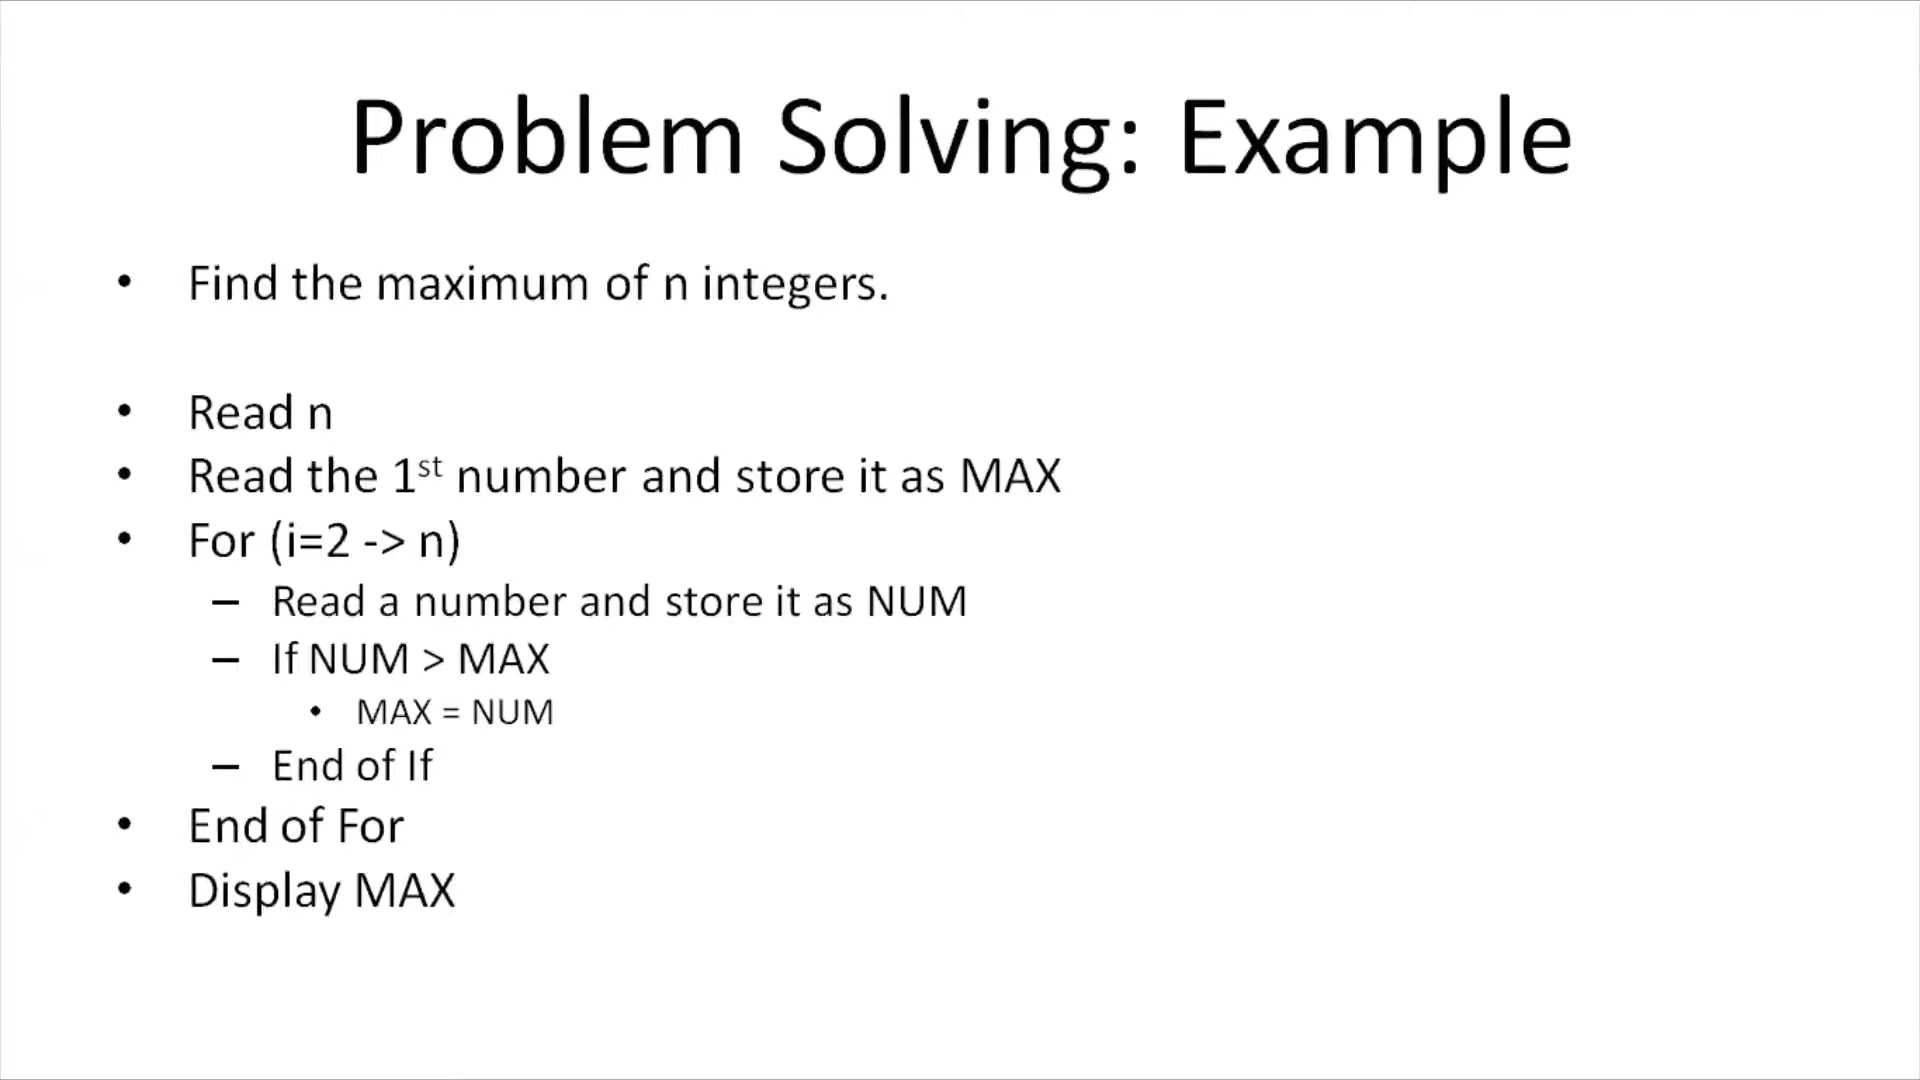 Problem Solving: Example
• Find the maximum of n integers.
• Read n
• Read the 1st number and store it as MAX
• For (i=2 -> n)
– Read a number and store it as NUM
– If NUM > MAX
• MAX = NUM
– End of If
• End of For
• Display MAX